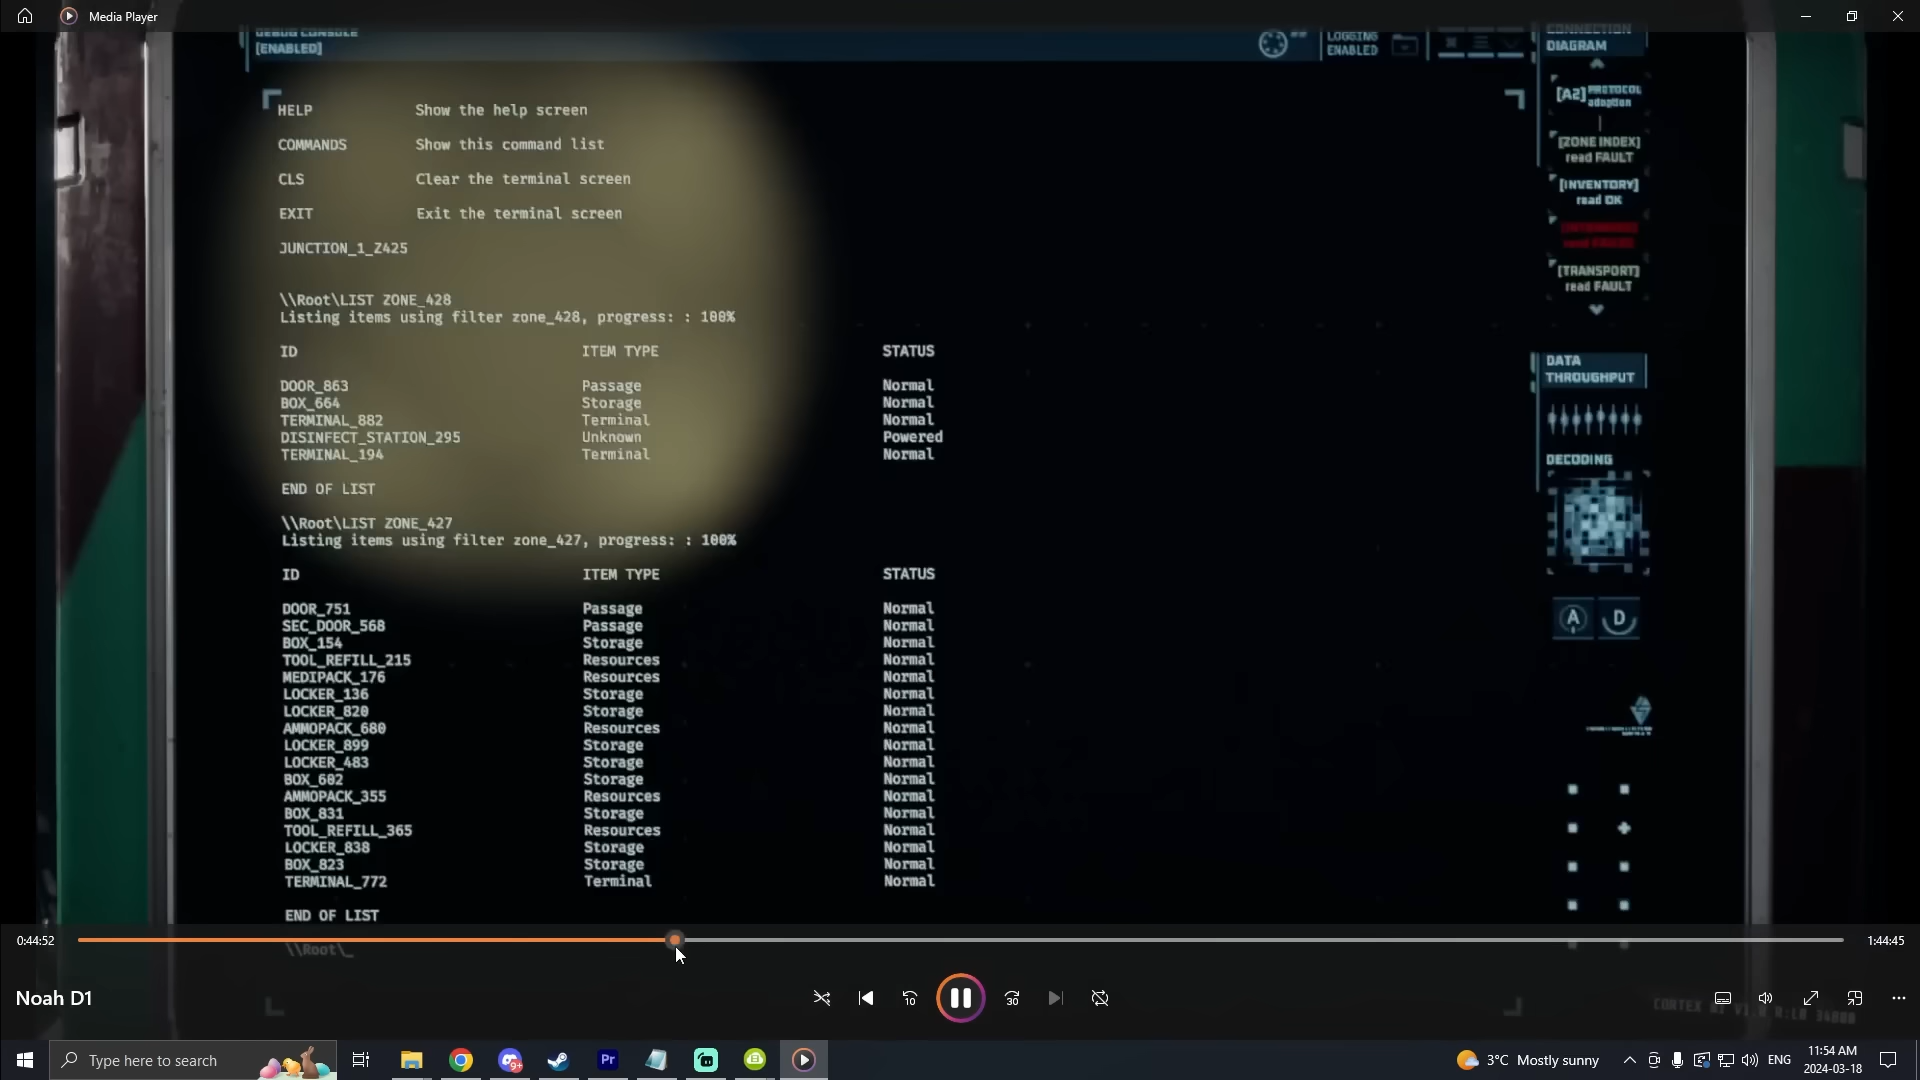 Media Player
DEBUG CONSOLE
[ENABLED]
LOGGING
ENABLED
CONNECTION
DIAGRAM
[A2] PROTOCOL
adaption
[ZONE INDEX]
read FAULT
[INVENTORY]
read OK
read FAULT
[TRANSPORT]
read FAULT
DATA
THROUGHPUT
DECODING
A D
HELP Show the help screen
COMMANDS Show this command list
CLS Clear the terminal screen
EXIT Exit the terminal screen
JUNCTION_1_Z425
\\Root\LIST ZONE_428
Listing items using filter zone_428, progress: : 100%
ID ITEM TYPE STATUS
DOOR_863 Passage Normal
BOX_664 Storage Normal
TERMINAL_882 Terminal Normal
DISINFECT_STATION_295 Unknown Powered
TERMINAL_194 Terminal Normal
END OF LIST
\\Root\LIST ZONE_427
Listing items using filter zone_427, progress: : 100%
ID ITEM TYPE STATUS
DOOR_751 Passage Normal
SEC_DOOR_568 Passage Normal
BOX_154 Storage Normal
TOOL_REFILL_215 Resources Normal
MEDIPACK_176 Resources Normal
LOCKER_136 Storage Normal
LOCKER_820 Storage Normal
AMMOPACK_680 Resources Normal
LOCKER_899 Storage Normal
LOCKER_483 Storage Normal
BOX_602 Storage Normal
AMMOPACK_355 Resources Normal
BOX_831 Storage Normal
TOOL_REFILL_365 Resources Normal
LOCKER_838 Storage Normal
BOX_823 Storage Normal
TERMINAL_772 Terminal Normal
END OF LIST
\\Root\_
0:44:52
1:44:45
Noah D1
10
30
Type here to search
9+
Pr
3°C Mostly sunny
ENG
11:54 AM
2024-03-18